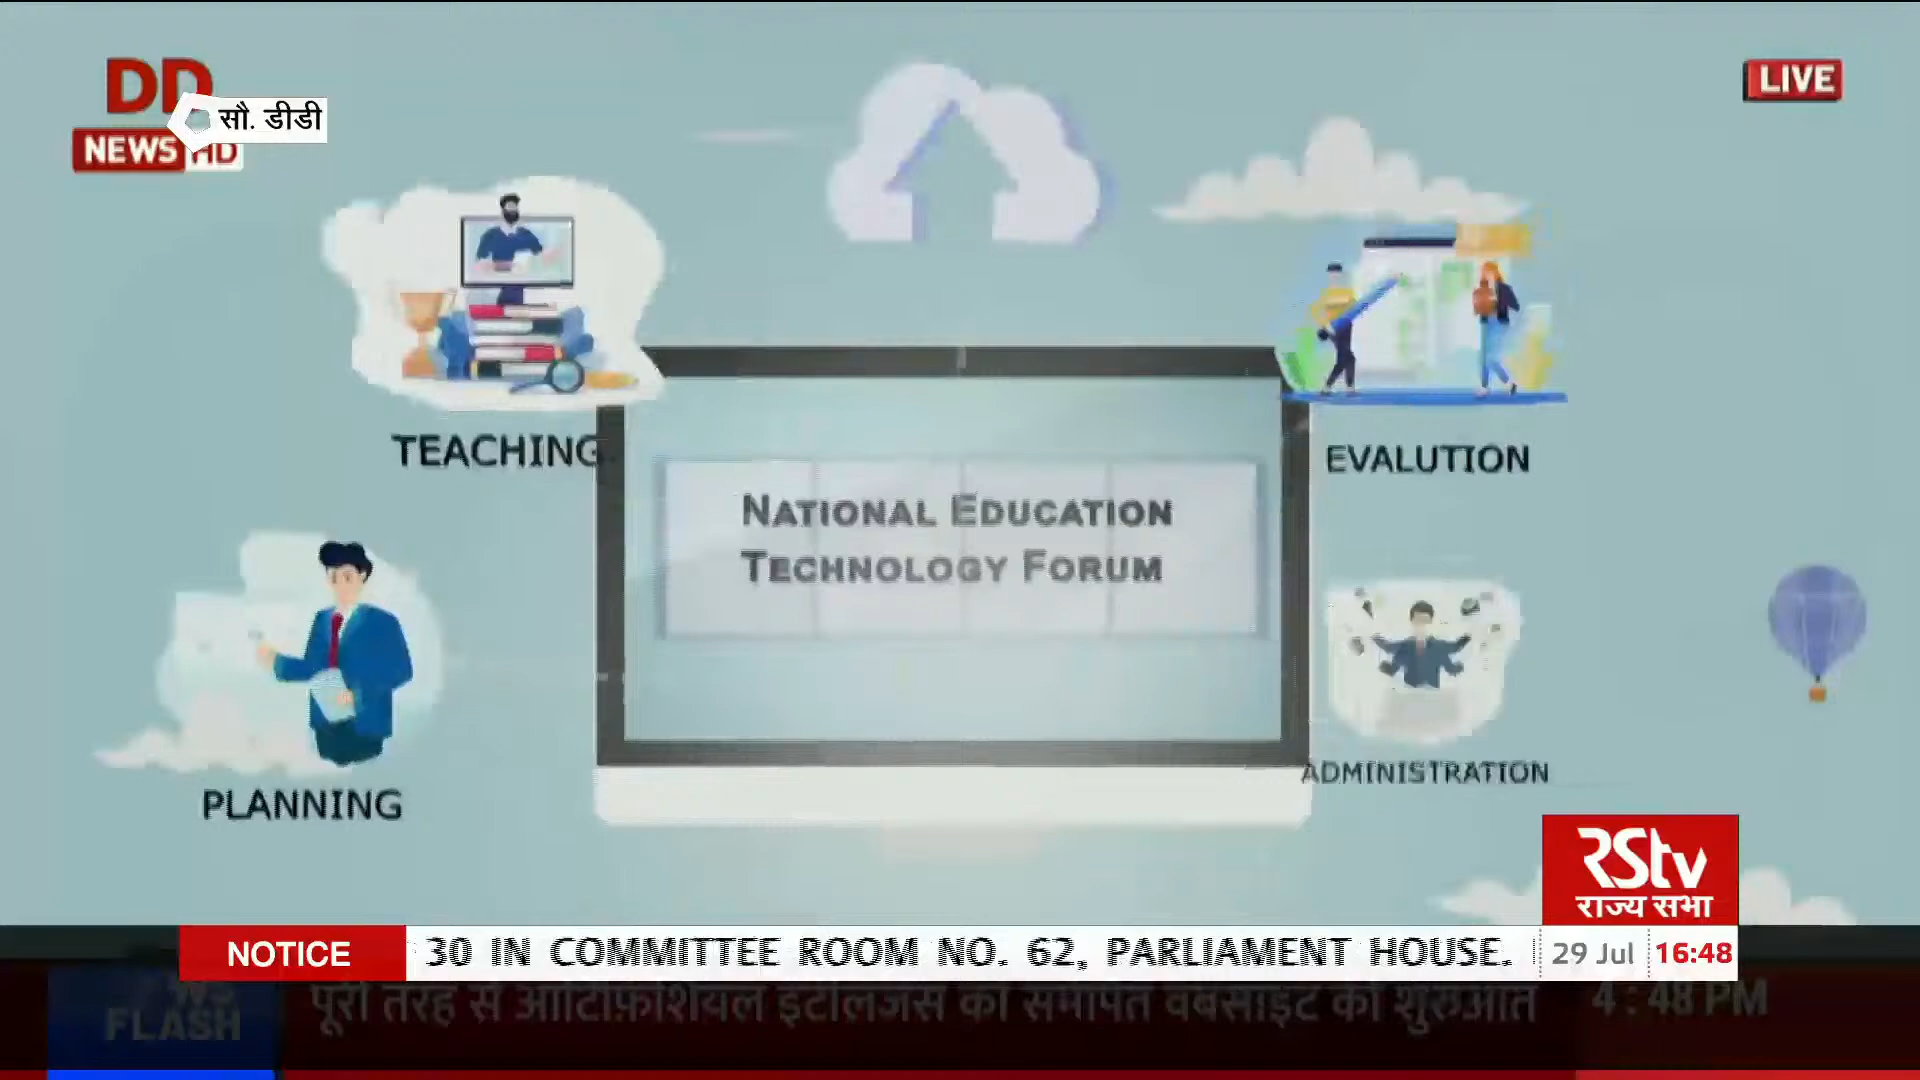 DD
NEWS HD
सौ. डीडी
LIVE
TEACHING
EVALUTION
NATIONAL EDUCATION
TECHNOLOGY FORUM
PLANNING
ADMINISTRATION
RStv
राज्य सभा
NOTICE
30 IN COMMITTEE ROOM NO. 62, PARLIAMENT HOUSE.
29 Jul
16:48
FLASH
पूरी तरह से आर्टिफ़िशियल इंटेलिजेंस को समर्पित वेबसाइट की शुरुआत
4:48 PM